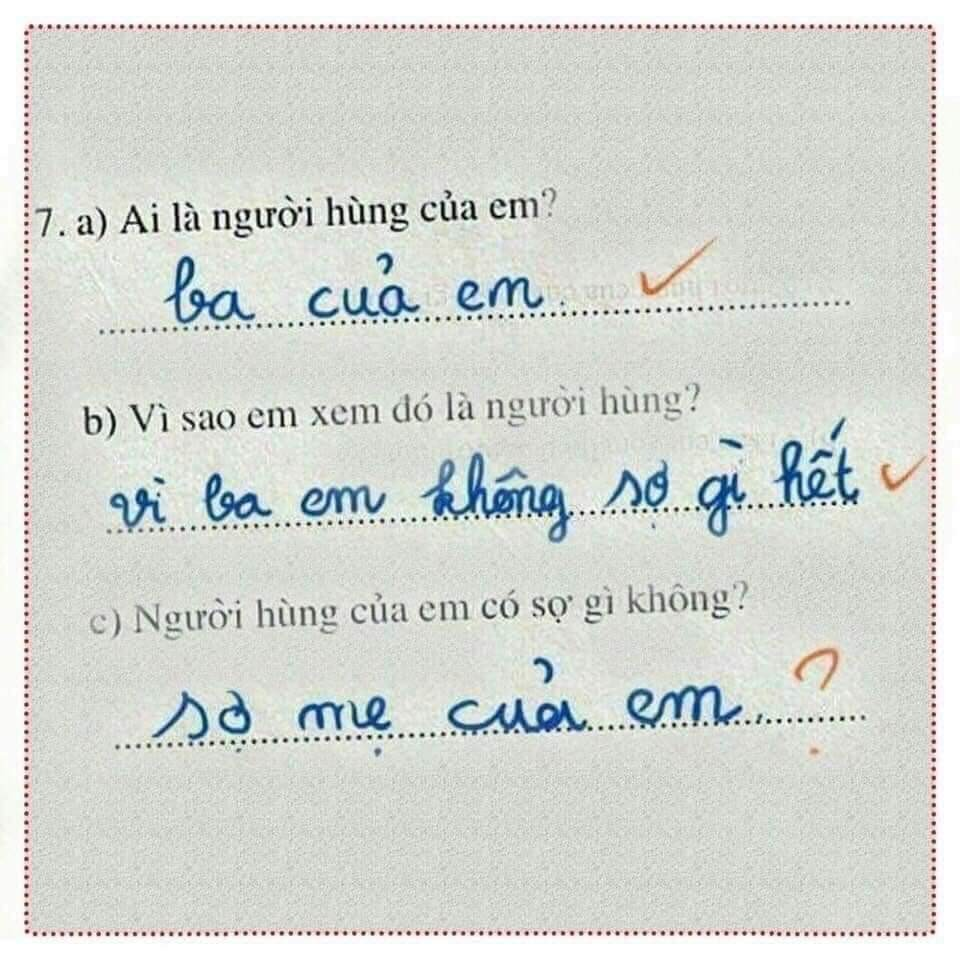 7. a) Ai là người hùng của em?
ba của em ✓
b) Vì sao em xem đó là người hùng?
vì ba em không sợ gì hết ✓
c) Người hùng của em có sợ gì không?
sợ mẹ của em. ?